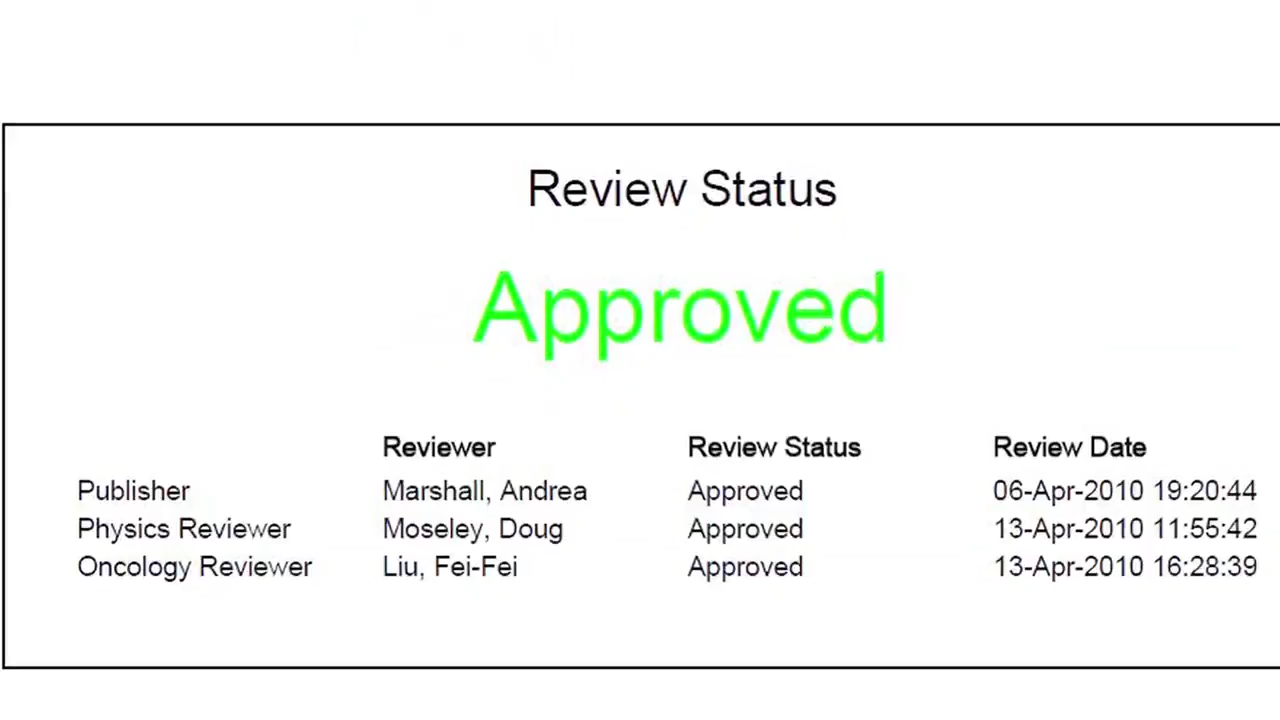 Review Status
Approved
Reviewer Review Status Review Date
Publisher Marshall, Andrea Approved 06-Apr-2010 19:20:44
Physics Reviewer Moseley, Doug Approved 13-Apr-2010 11:55:42
Oncology Reviewer Liu, Fei-Fei Approved 13-Apr-2010 16:28:39